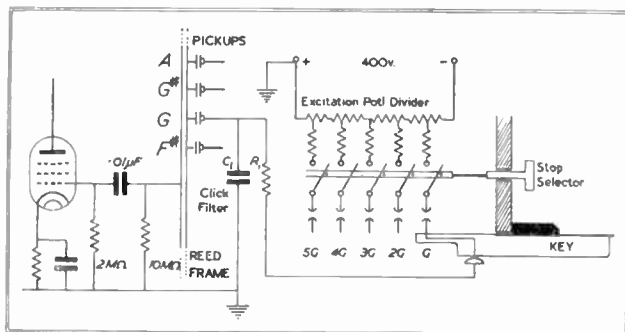 PICKUPS
A
G#
G
F#
+ 400v. −
Excitation Potl Divider
·01μF
C₁
R₁
Click
Filter
Stop
Selector
2MΩ
10MΩ
REED
FRAME
5G 4G 3G 2G G
KEY